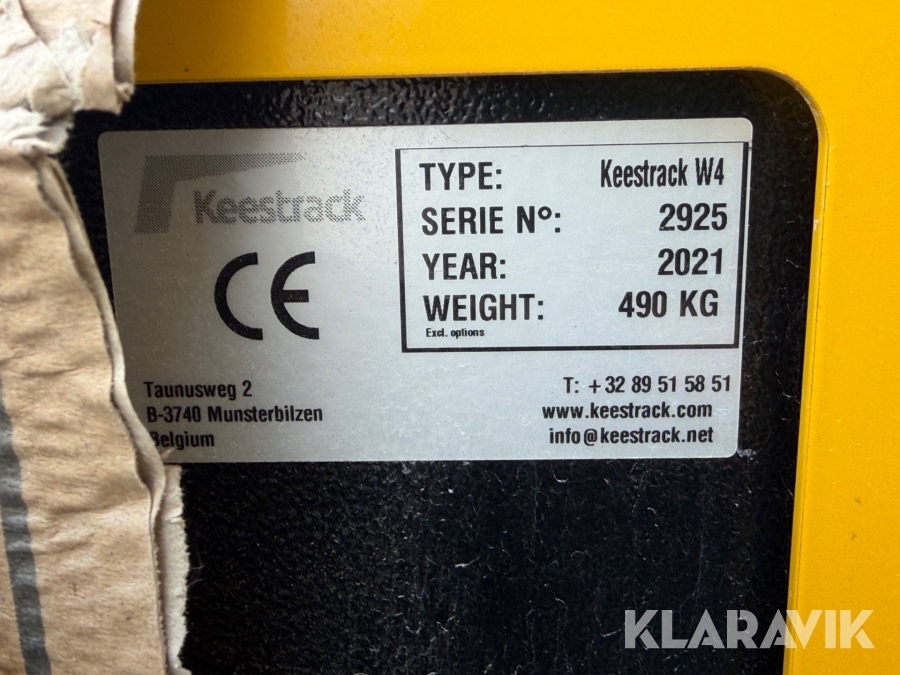 Keestrack
CE
TYPE: Keestrack W4
SERIE Nº: 2925
YEAR: 2021
WEIGHT: 490 KG
Excl. options
Taunusweg 2
B-3740 Munsterbilzen
Belgium
T: +32 89 51 58 51
www.keestrack.com
info@keestrack.net
KLARAVIK